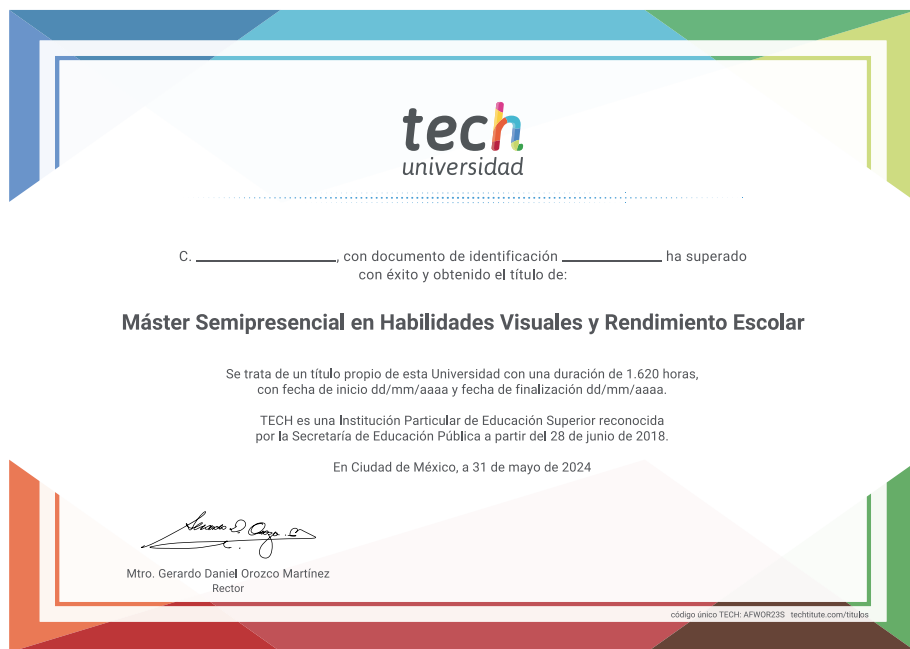 tech
universidad
C. ________________, con documento de identificación ___________ ha superado
con éxito y obtenido el título de:
Máster Semipresencial en Habilidades Visuales y Rendimiento Escolar
Se trata de un título propio de esta Universidad con una duración de 1.620 horas,
con fecha de inicio dd/mm/aaaa y fecha de finalización dd/mm/aaaa.
TECH es una Institución Particular de Educación Superior reconocida
por la Secretaría de Educación Pública a partir del 28 de junio de 2018.
En Ciudad de México, a 31 de mayo de 2024
Mtro. Gerardo Daniel Orozco Martínez
Rector
código único TECH: AFWOR23S techtitute.com/titulos